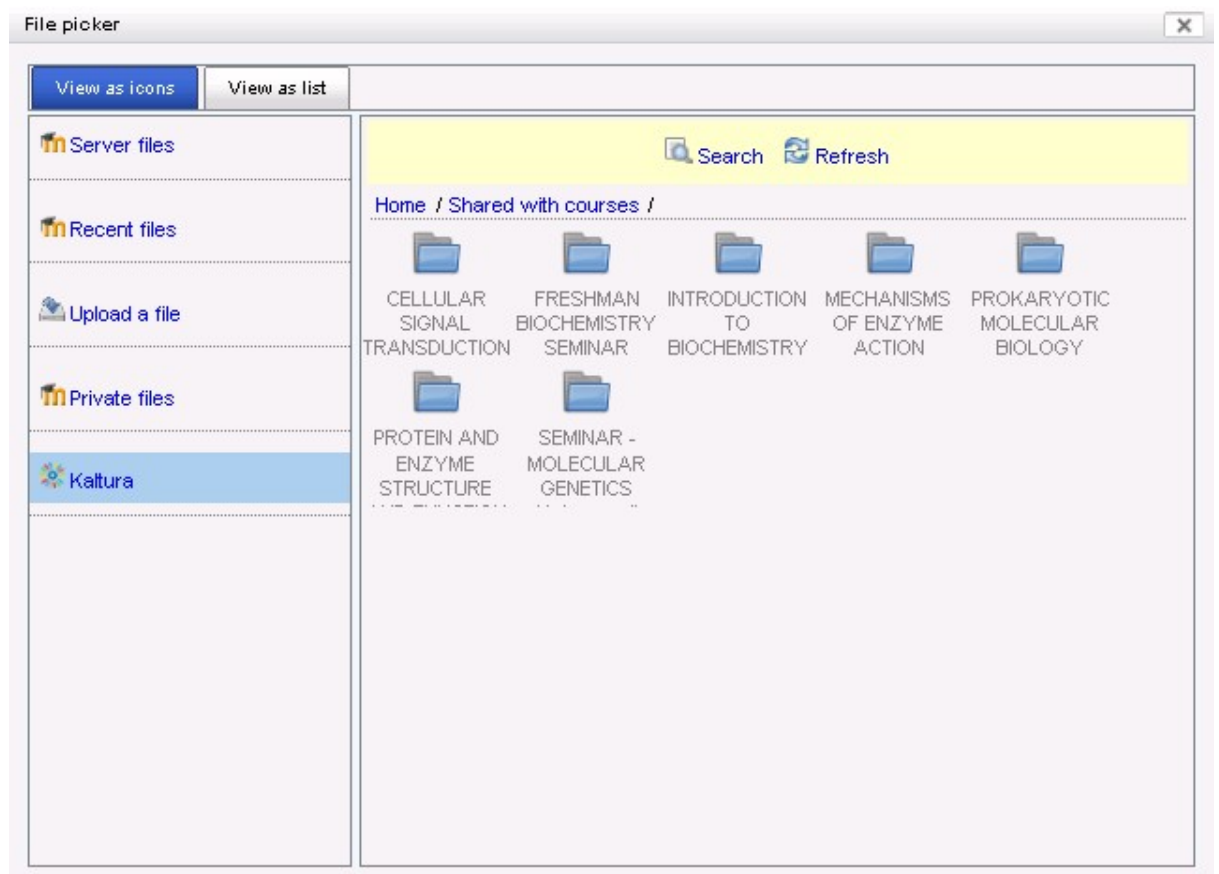 File picker
View as icons View as list
Server files
Recent files
Upload a file
Private files
Kaltura
Search Refresh
Home / Shared with courses /
CELLULAR SIGNAL TRANSDUCTION
FRESHMAN BIOCHEMISTRY SEMINAR
INTRODUCTION TO BIOCHEMISTRY
MECHANISMS OF ENZYME ACTION
PROKARYOTIC MOLECULAR BIOLOGY
PROTEIN AND ENZYME STRUCTURE
SEMINAR - MOLECULAR GENETICS